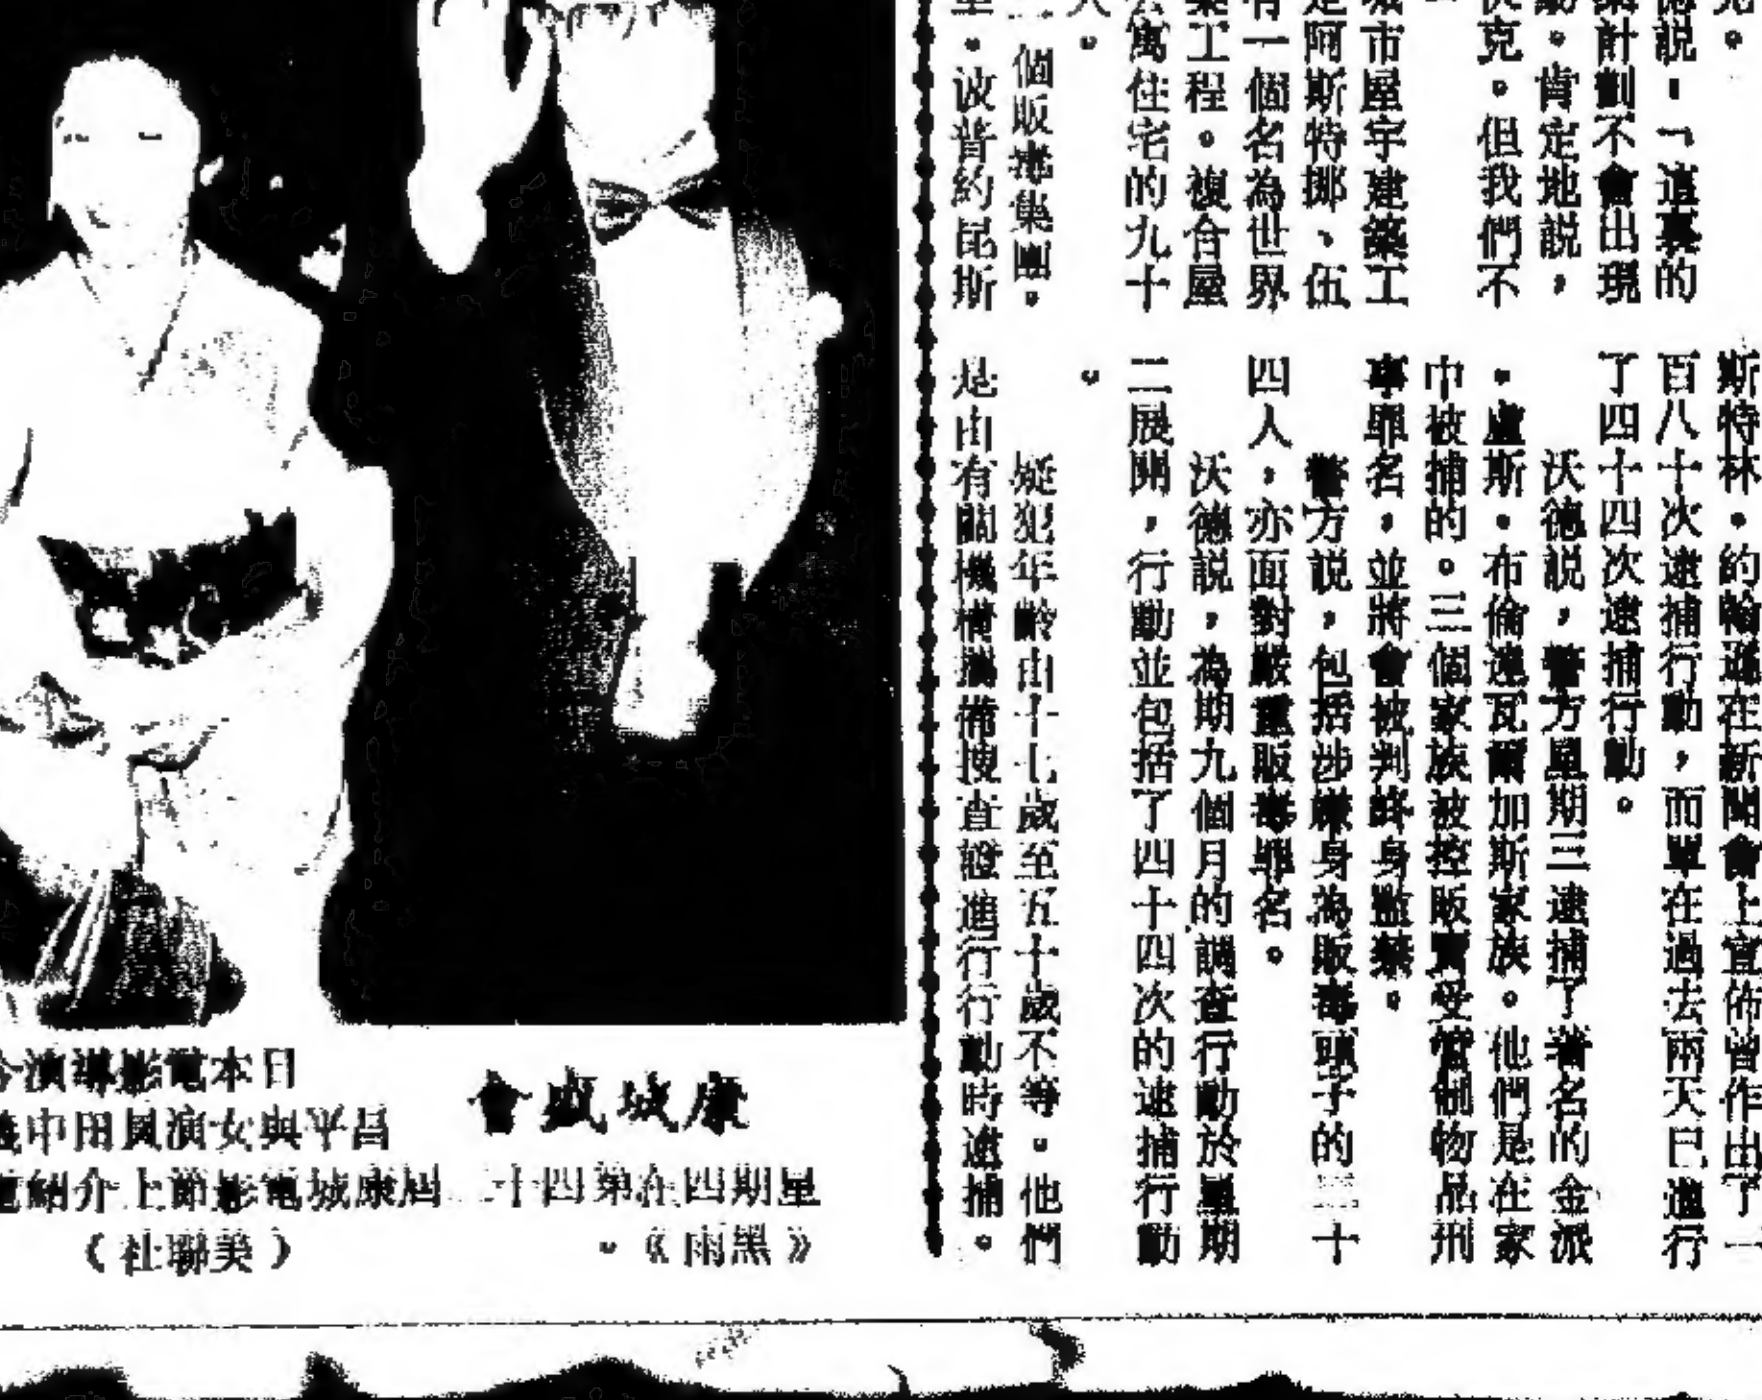 克。
德說:「這裏的
計劃不會出現
動。肯定地說,
快克。但我們不
城市屋宇建築工
是阿斯特挪、伍
有一個名為世界
築工程。複合屋
公寓住宅的九十
人。
一個販毒集團。
里・波普約昆斯
斯特林・約翰遜在新聞會上宣佈曾作出了一
百八十次逮捕行動,而單在過去兩天已進行
了四十四次逮捕行動。
沃德說,警方星期三逮捕了著名的金派
・盧斯・布倫達瓦爾加斯家族。他們是在家
中被捕的。三個家族被控販賣受管制物品刑
事罪名,並將會被判終身監禁。
警方說,包括涉嫌身為販毒頭子的三十
四人,亦面對嚴重販毒罪名。
沃德說,為期九個月的調查行動於星期
二展開,行動並包括了四十四次的逮捕行動
。
疑犯年齡由十七歲至五十歲不等。他們
是由有關機構攜備搜查證進行行動時逮捕。
康城盛會
日本電影導演今
昌平與女演員田中
星期四在第四十二屆康城電影節上介紹電
《黑雨》。
(美聯社)